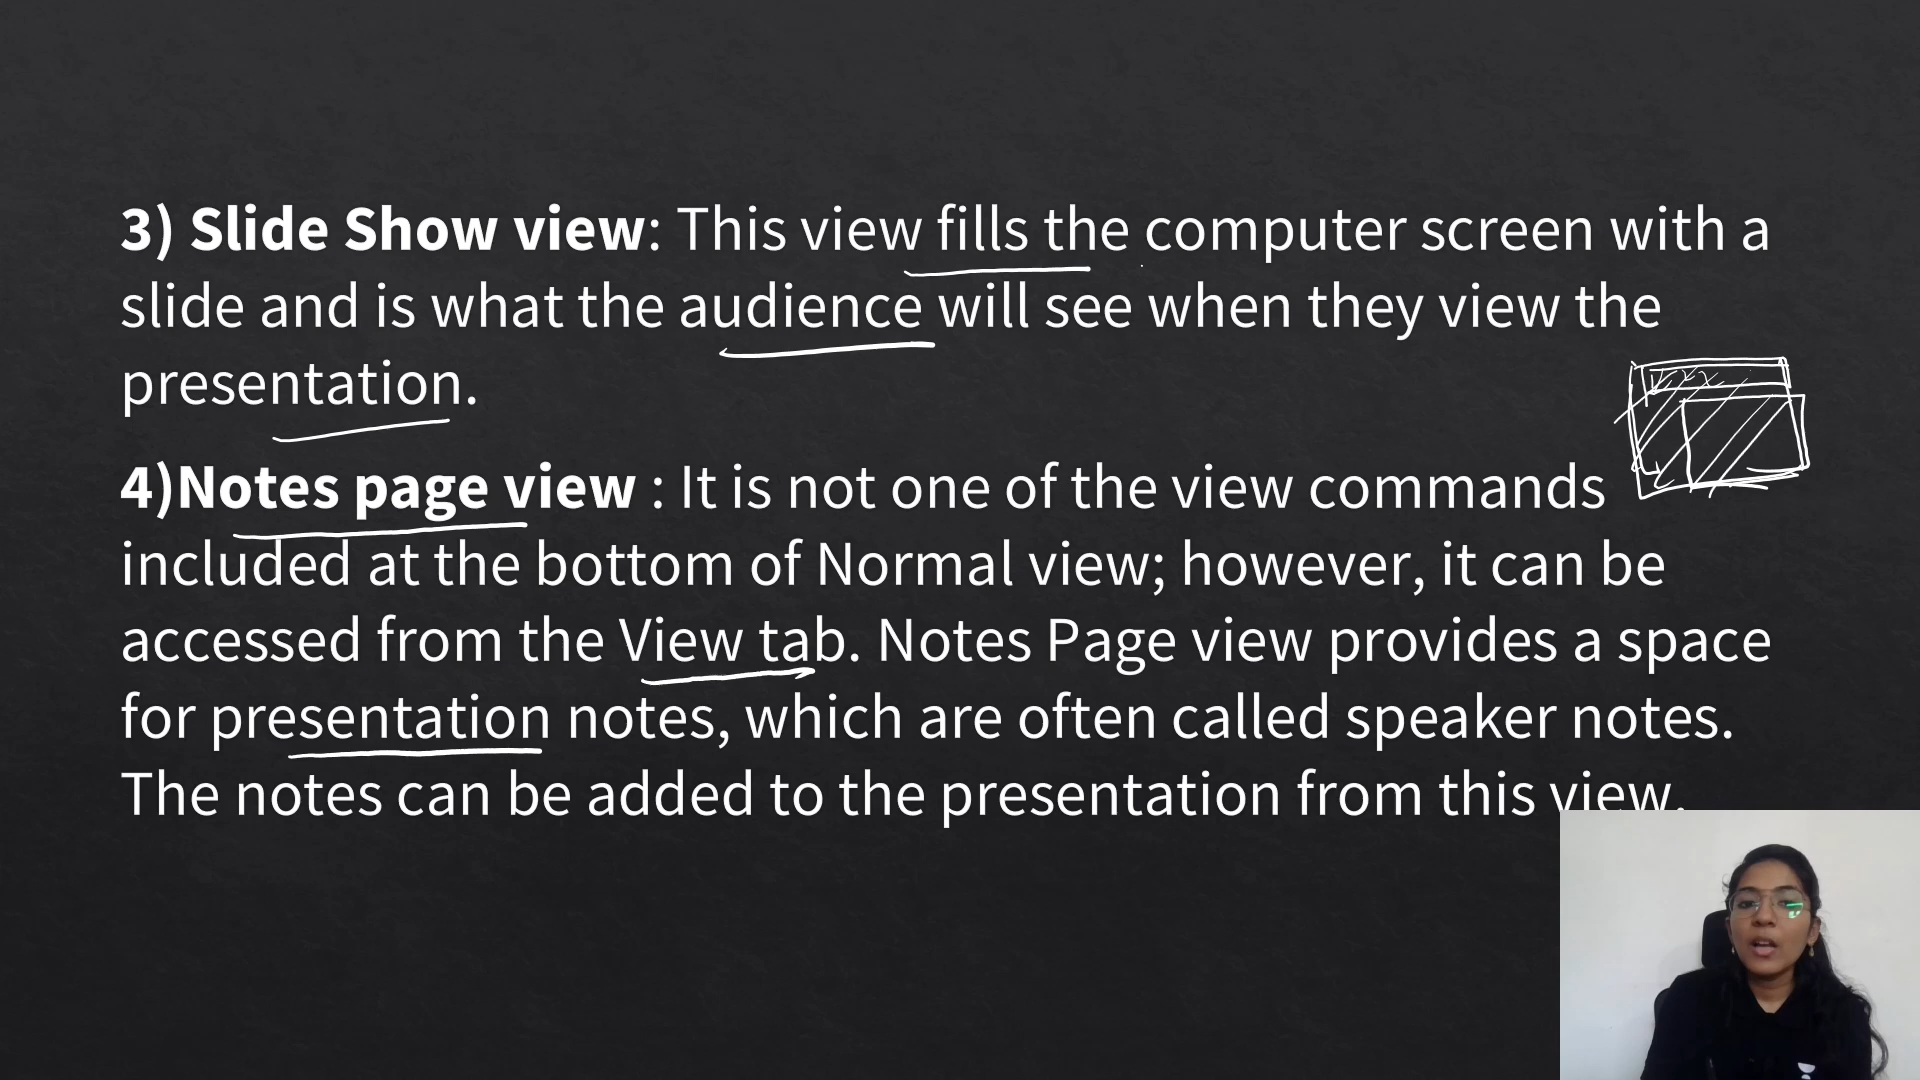 3) Slide Show view: This view fills the computer screen with a
slide and is what the audience will see when they view the
presentation.
4)Notes page view : It is not one of the view commands
included at the bottom of Normal view; however, it can be
accessed from the View tab. Notes Page view provides a space
for presentation notes, which are often called speaker notes.
The notes can be added to the presentation from this view.